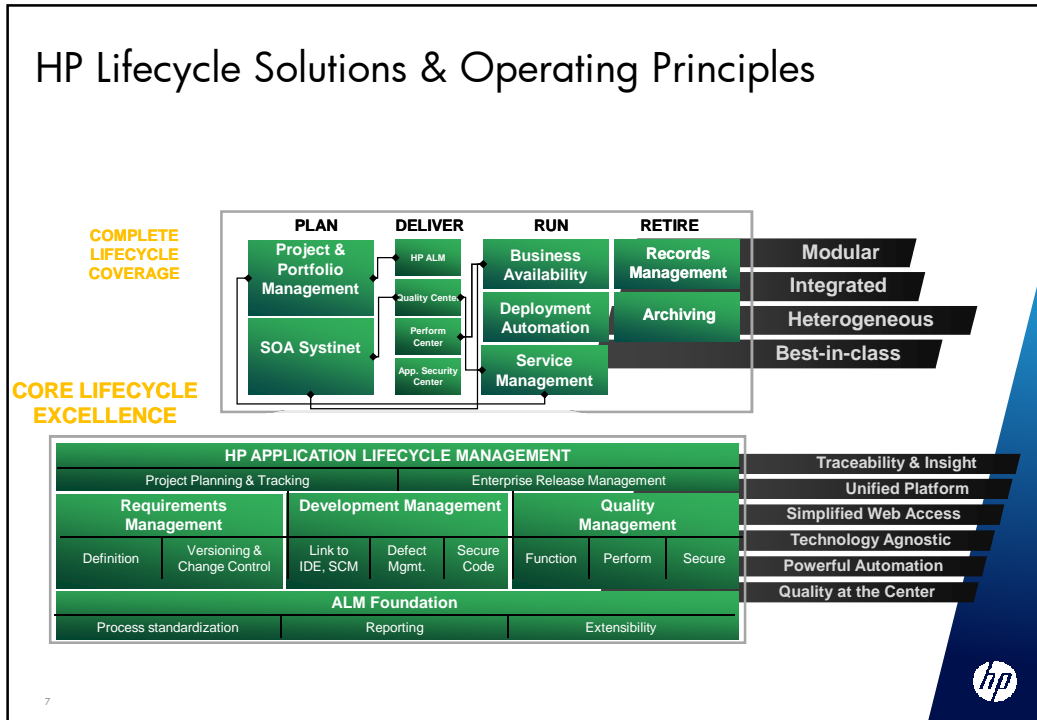 HP Lifecycle Solutions & Operating Principles
COMPLETE
LIFECYCLE
COVERAGE
PLAN
DELIVER
RUN
RETIRE
Project &
Portfolio
Management
SOA Systinet
HP ALM
Quality Center
Perform
Center
App. Security
Center
Business
Availability
Deployment
Automation
Service
Management
Records
Management
Archiving
Modular
Integrated
Heterogeneous
Best-in-class
CORE LIFECYCLE
EXCELLENCE
HP APPLICATION LIFECYCLE MANAGEMENT
Project Planning & Tracking
Enterprise Release Management
Requirements
Management
Definition
Versioning &
Change Control
Development Management
Link to
IDE, SCM
Defect
Mgmt.
Secure
Code
Quality
Management
Function
Perform
Secure
ALM Foundation
Process standardization
Reporting
Extensibility
Traceability & Insight
Unified Platform
Simplified Web Access
Technology Agnostic
Powerful Automation
Quality at the Center
7
hp